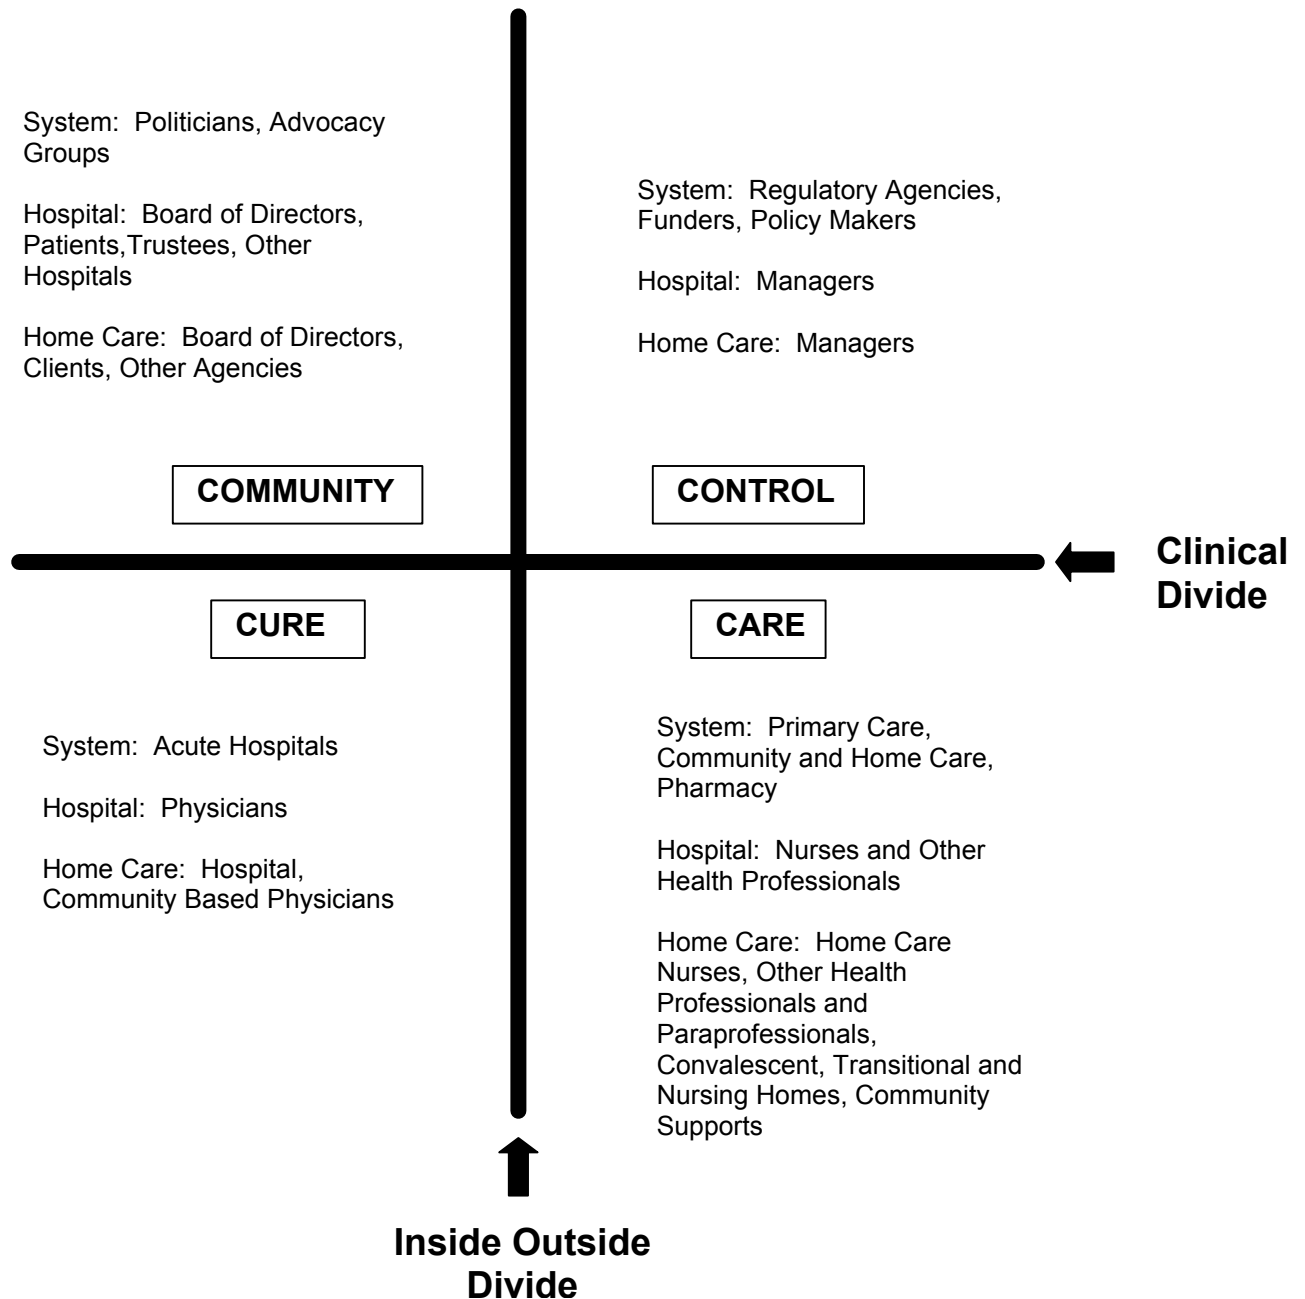 System:  Politicians, Advocacy
Groups
Hospital:  Board of Directors,
Patients,Trustees, Other
Hospitals
Home Care:  Board of Directors,
Clients, Other Agencies
COMMUNITY
System:  Regulatory Agencies,
Funders, Policy Makers
Hospital:  Managers
Home Care:  Managers
CONTROL
Clinical
Divide
CURE
System:  Acute Hospitals
Hospital:  Physicians
Home Care:  Hospital,
Community Based Physicians
CARE
System:  Primary Care,
Community and Home Care,
Pharmacy
Hospital:  Nurses and Other
Health Professionals
Home Care:  Home Care
Nurses, Other Health
Professionals and
Paraprofessionals,
Convalescent, Transitional and
Nursing Homes, Community
Supports
Inside Outside
Divide